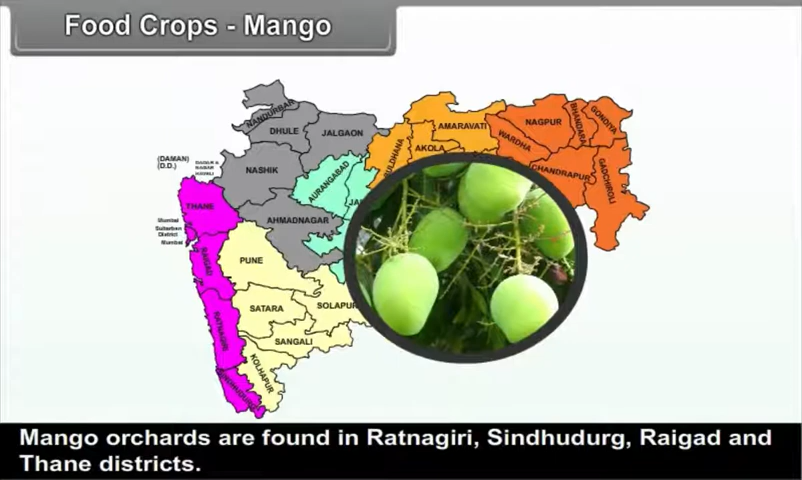 Food Crops - Mango
NANDURBAR
DHULE
JALGAON
AMARAVATI
NAGPUR
BHANDARA
GONDIYA
WARDHA
AKOLA
BULDHANA
(DAMAN)
(D.D.)
DADAR &
NAGAR
HAVELI
NASHIK
AURANGABAD
CHANDRAPUR
GADCHIROLI
THANE
AHMADNAGAR
Mumbai
Suburban
District
Mumbai
RAIGAD
PUNE
SATARA
SOLAPUR
RATNAGIRI
SANGALI
KOLHAPUR
SINDHUDURG
Mango orchards are found in Ratnagiri, Sindhudurg, Raigad and
Thane districts.